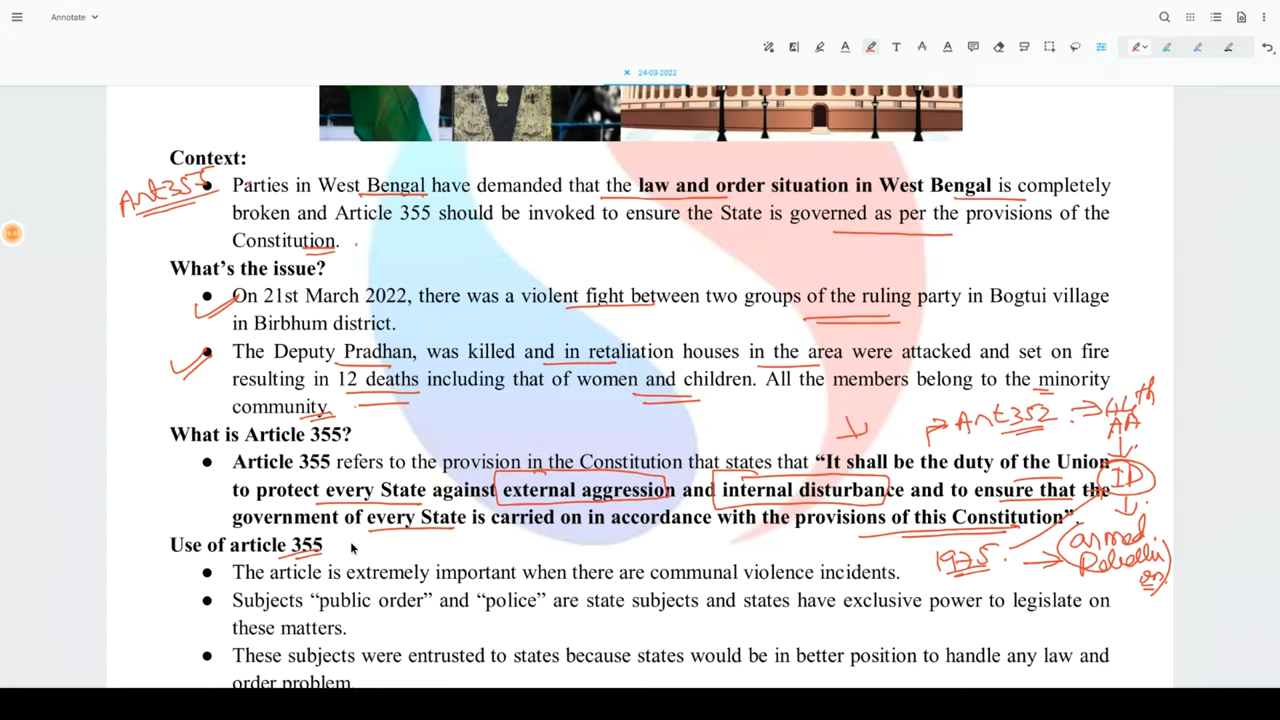 Annotate
24-03-2022
Context:
Art 355
• Parties in West Bengal have demanded that the law and order situation in West Bengal is completely
broken and Article 355 should be invoked to ensure the State is governed as per the provisions of the
Constitution.
What's the issue?
• On 21st March 2022, there was a violent fight between two groups of the ruling party in Bogtui village
in Birbhum district.
• The Deputy Pradhan, was killed and in retaliation houses in the area were attacked and set on fire
resulting in 12 deaths including that of women and children. All the members belong to the minority
community.
Art 352 44th
AA
What is Article 355?
• Article 355 refers to the provision in the Constitution that states that “It shall be the duty of the Union
ID
to protect every State against external aggression and internal disturbance and to ensure that the
government of every State is carried on in accordance with the provisions of this Constitution”.
1975 armed
Rebelli
on
Use of article 355
• The article is extremely important when there are communal violence incidents.
• Subjects “public order” and “police” are state subjects and states have exclusive power to legislate on
these matters.
• These subjects were entrusted to states because states would be in better position to handle any law and
order problem.